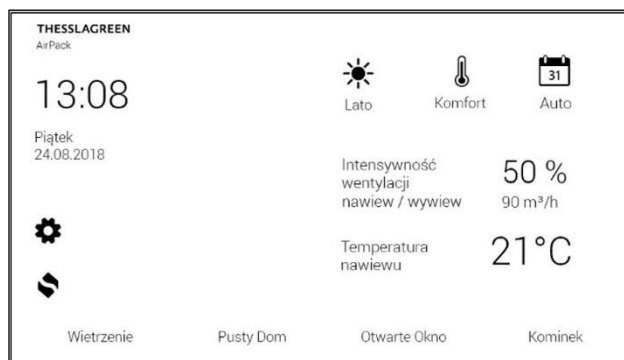 THESSLAGREEN
AirPack
13:08
Piątek
24.08.2018
31
Lato
Komfort
Auto
Intensywność
wentylacji
nawiew / wywiew
50 %
90 m³/h
Temperatura
nawiewu
21°C
Wietrzenie
Pusty Dom
Otwarte Okno
Kominek